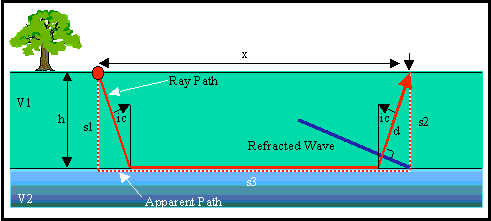 x
Ray Path
V1
h
s1
ic
ic
d
s2
Refracted Wave
s3
Apparent Path
V2